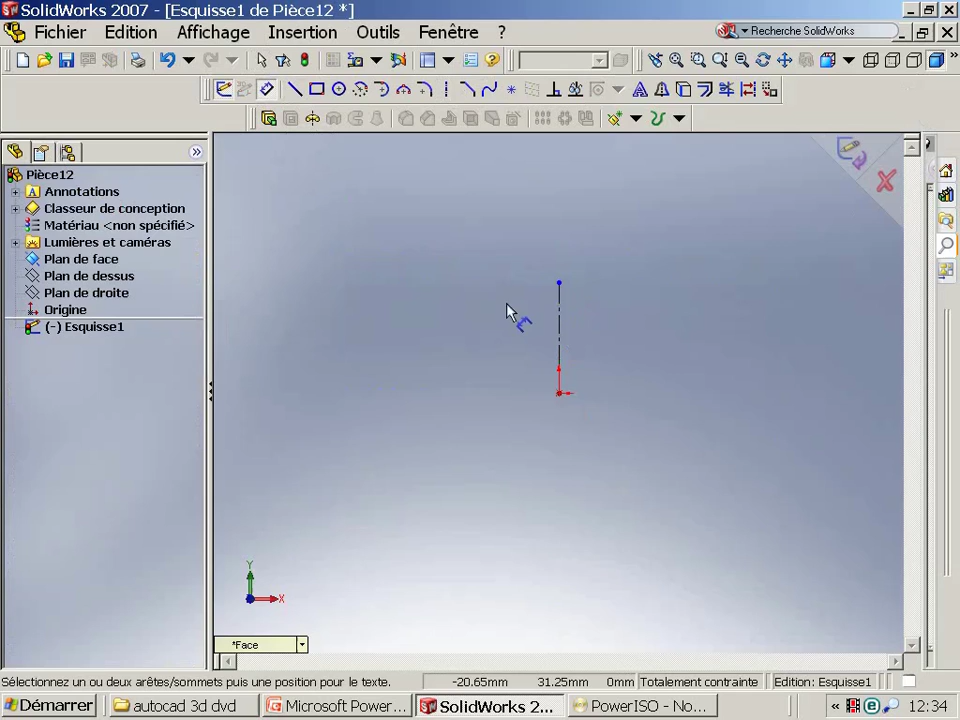 SolidWorks 2007 - [Esquisse1 de Pièce12 *]
Fichier Edition Affichage Insertion Outils Fenêtre ? Recherche SolidWorks
Pièce12
A Annotations
Classeur de conception
Matériau <non spécifié>
Lumières et caméras
Plan de face
Plan de dessus
Plan de droite
Origine
(-) Esquisse1
Y
X
*Face
Sélectionnez un ou deux arêtes/sommets puis une position pour le texte. -20.65mm 31.25mm 0mm Totalement contrainte Edition: Esquisse1
Démarrer autocad 3d dvd Microsoft Power... SolidWorks 2... PowerISO - No... « 12:34